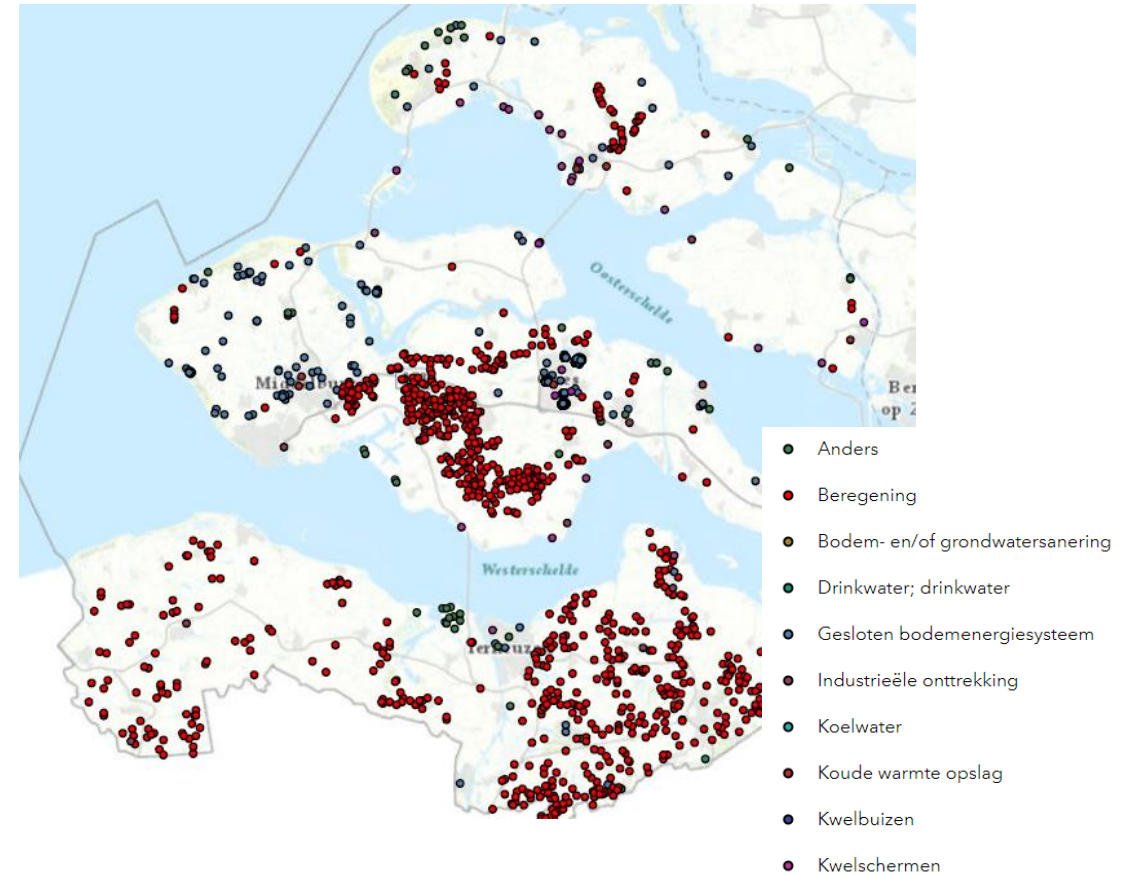 Oosterschelde
Westerschelde
Anders
Beregening
Bodem- en/of grondwatersanering
Drinkwater; drinkwater
Gesloten bodemenergiesysteem
Industrieële onttrekking
Koelwater
Koude warmte opslag
Kwelbuizen
Kwelschermen